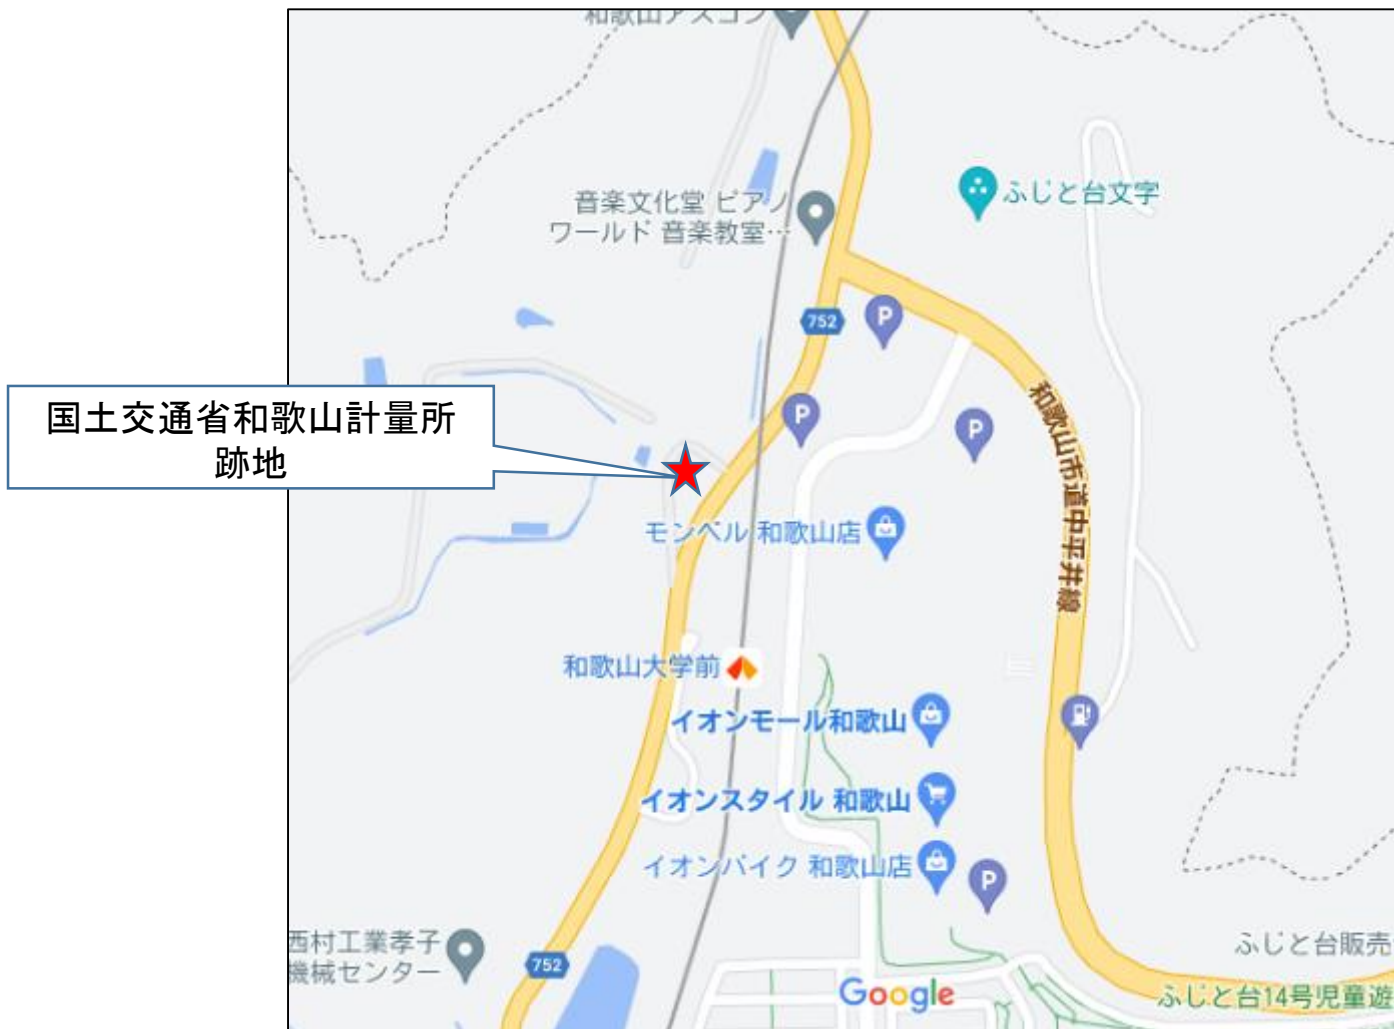 和歌山アスコン
ふじと台文字
音楽文化堂 ピアノ
ワールド 音楽教室…
752
P
P
P
和歌山市道中平井線
国土交通省和歌山計量所
跡地
モンベル 和歌山店
和歌山大学前
イオンモール和歌山
イオンスタイル 和歌山
イオンバイク 和歌山店
P
西村工業孝子
機械センター
752
ふじと台販売
Google
ふじと台14号児童遊